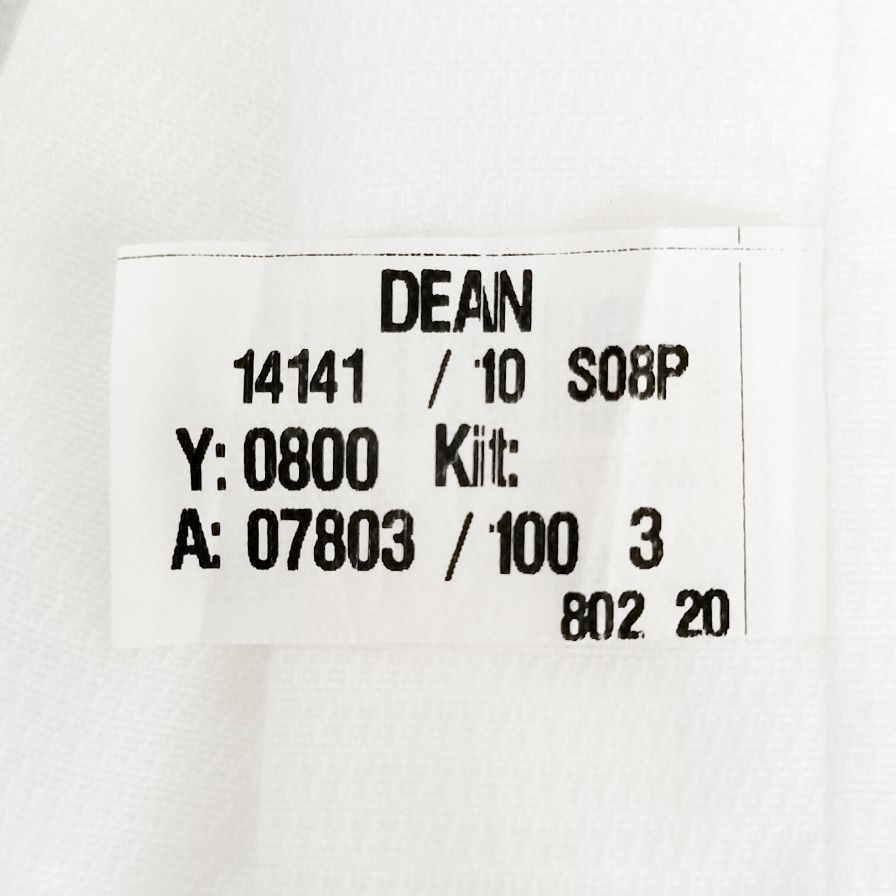 DEAN
14141 / 10 S08P
Y: 0800 Kit:
A: 07803 / 100 3
802 20